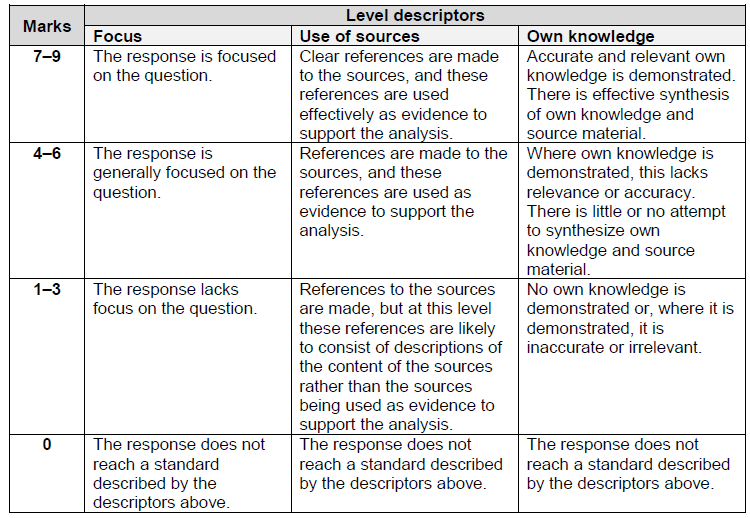 Marks
Level descriptors
Focus
Use of sources
Own knowledge
7–9
The response is focused
on the question.
Clear references are made
to the sources, and these
references are used
effectively as evidence to
support the analysis.
Accurate and relevant own
knowledge is demonstrated.
There is effective synthesis
of own knowledge and
source material.
4–6
The response is
generally focused on the
question.
References are made to the
sources, and these
references are used as
evidence to support the
analysis.
Where own knowledge is
demonstrated, this lacks
relevance or accuracy.
There is little or no attempt
to synthesize own
knowledge and source
material.
1–3
The response lacks
focus on the question.
References to the sources
are made, but at this level
these references are likely
to consist of descriptions of
the content of the sources
rather than the sources
being used as evidence to
support the analysis.
No own knowledge is
demonstrated or, where it is
demonstrated, it is
inaccurate or irrelevant.
0
The response does not
reach a standard
described by the
descriptors above.
The response does not
reach a standard described
by the descriptors above.
The response does not
reach a standard described
by the descriptors above.